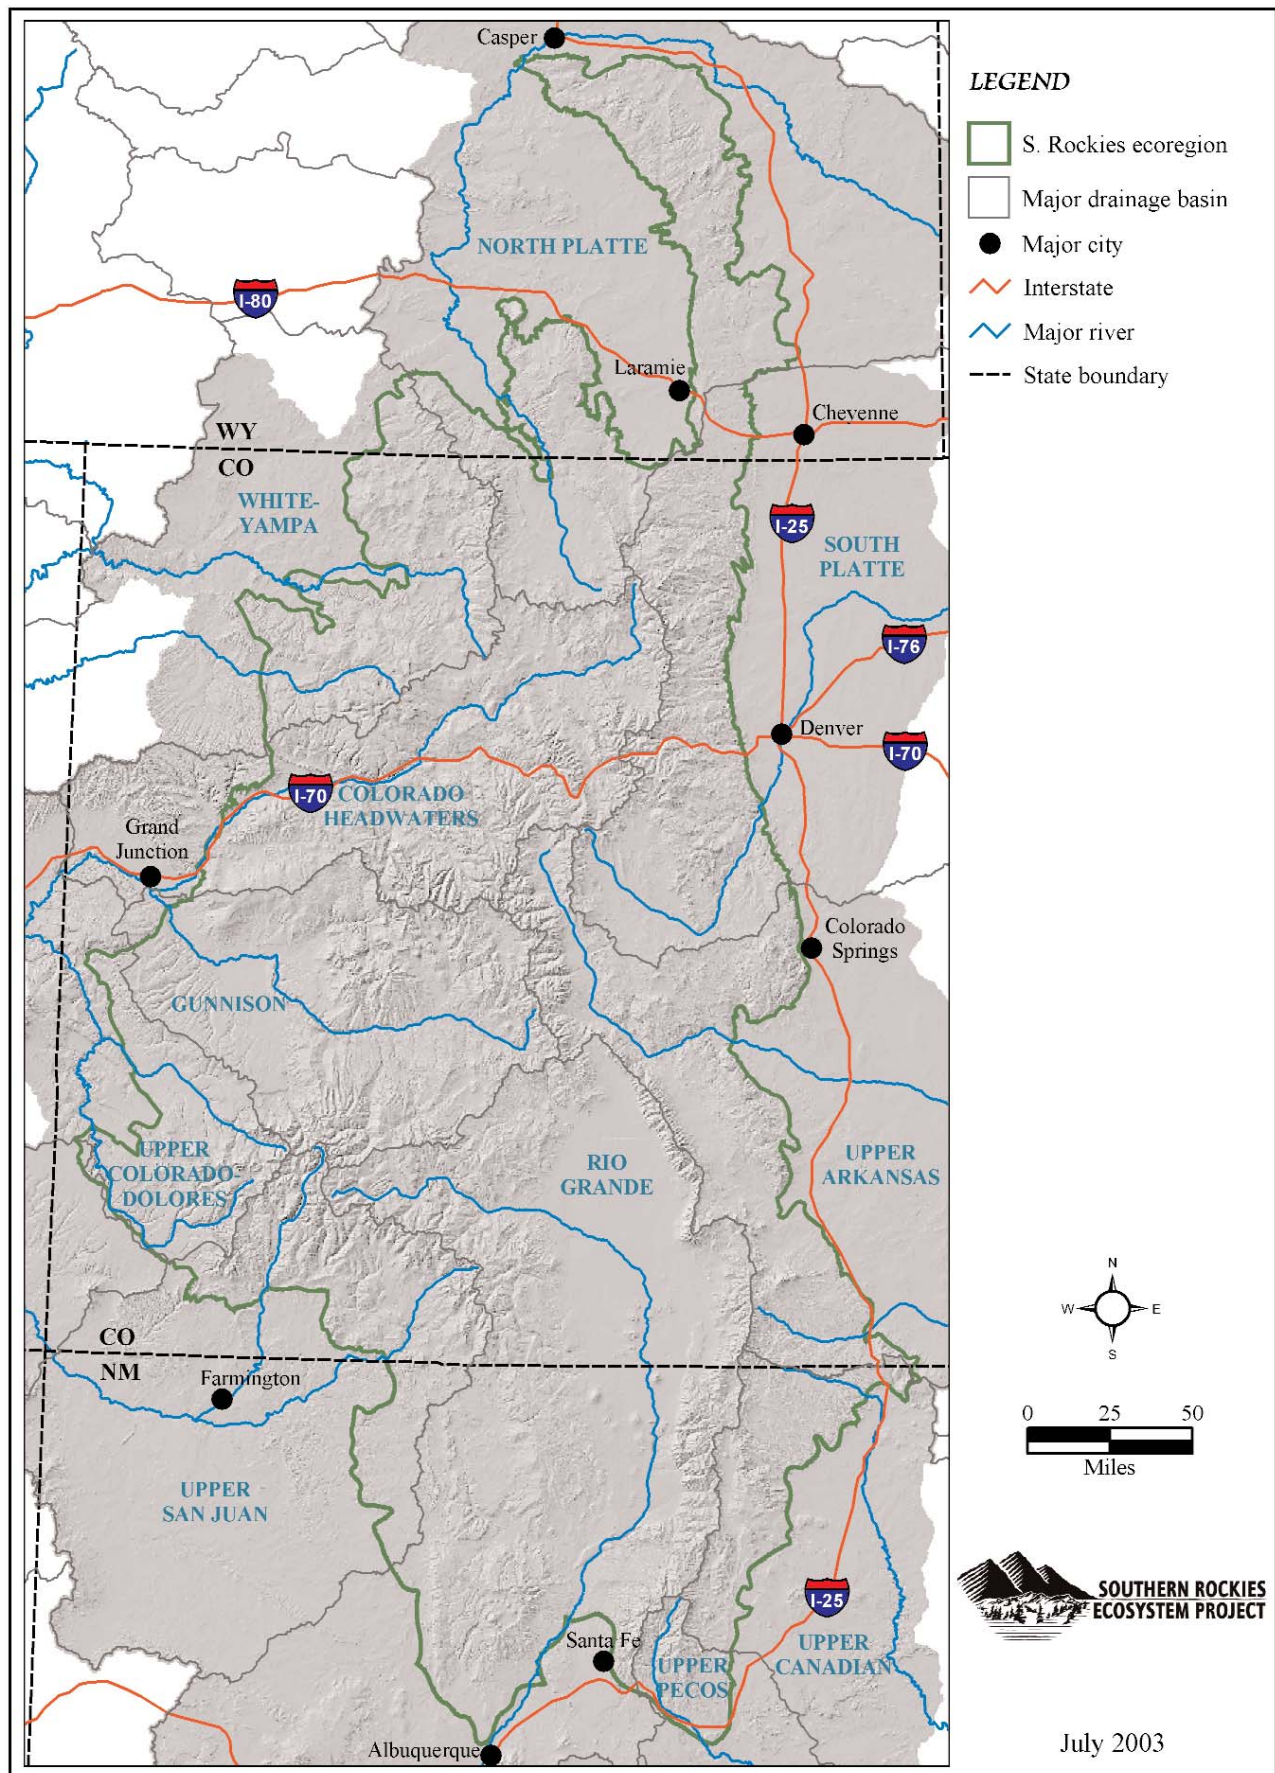 Casper
NORTH PLATTE
I-80
Laramie
Cheyenne
WY
CO
WHITE-
YAMPA
I-25
SOUTH
PLATTE
I-76
Denver
I-70
I-70
COLORADO
HEADWATERS
Grand
Junction
Colorado
Springs
GUNNISON
UPPER
COLORADO-
DOLORES
RIO
GRANDE
UPPER
ARKANSAS
CO
NM
Farmington
UPPER
SAN JUAN
I-25
Santa Fe
UPPER
PECOS
UPPER
CANADIAN
Albuquerque
LEGEND
S. Rockies ecoregion
Major drainage basin
Major city
Interstate
Major river
State boundary
N
W
E
S
0 25 50
Miles
SOUTHERN ROCKIES
ECOSYSTEM PROJECT
July 2003